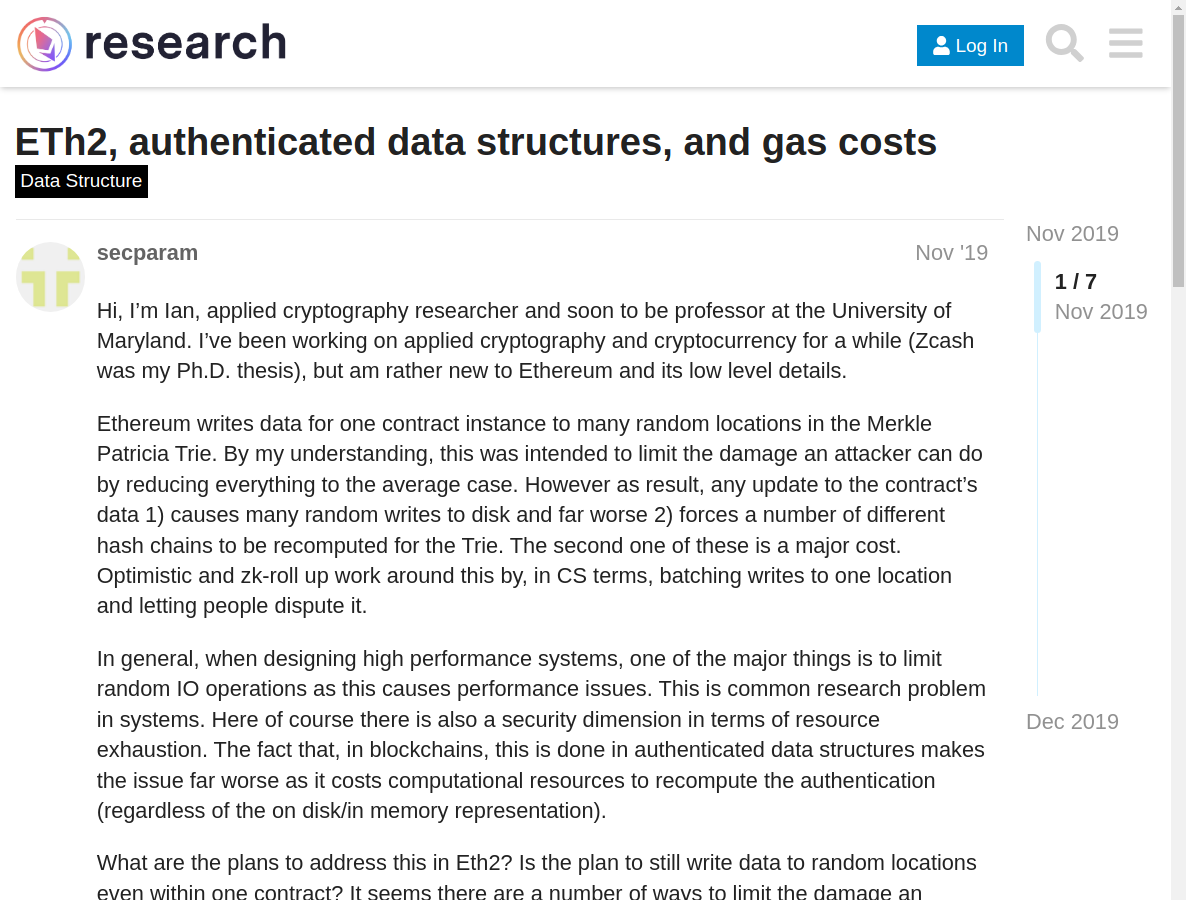 research
Log In
ETh2, authenticated data structures, and gas costs
Data Structure
secparam
Nov '19
Hi, I’m Ian, applied cryptography researcher and soon to be professor at the University of
Maryland. I’ve been working on applied cryptography and cryptocurrency for a while (Zcash
was my Ph.D. thesis), but am rather new to Ethereum and its low level details.
Ethereum writes data for one contract instance to many random locations in the Merkle
Patricia Trie. By my understanding, this was intended to limit the damage an attacker can do
by reducing everything to the average case. However as result, any update to the contract’s
data 1) causes many random writes to disk and far worse 2) forces a number of different
hash chains to be recomputed for the Trie. The second one of these is a major cost.
Optimistic and zk-roll up work around this by, in CS terms, batching writes to one location
and letting people dispute it.
In general, when designing high performance systems, one of the major things is to limit
random IO operations as this causes performance issues. This is common research problem
in systems. Here of course there is also a security dimension in terms of resource
exhaustion. The fact that, in blockchains, this is done in authenticated data structures makes
the issue far worse as it costs computational resources to recompute the authentication
(regardless of the on disk/in memory representation).
What are the plans to address this in Eth2? Is the plan to still write data to random locations
even within one contract? It seems there are a number of ways to limit the damage an
Nov 2019
1 / 7
Nov 2019
Dec 2019